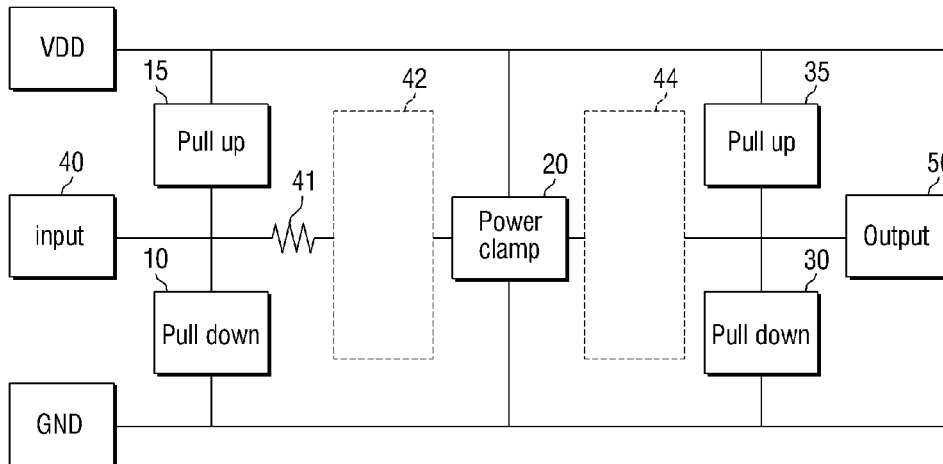 VDD
15
42
44
35
Pull up
Pull up
40
41
20
50
input
Power
clamp
Output
10
30
Pull down
Pull down
GND